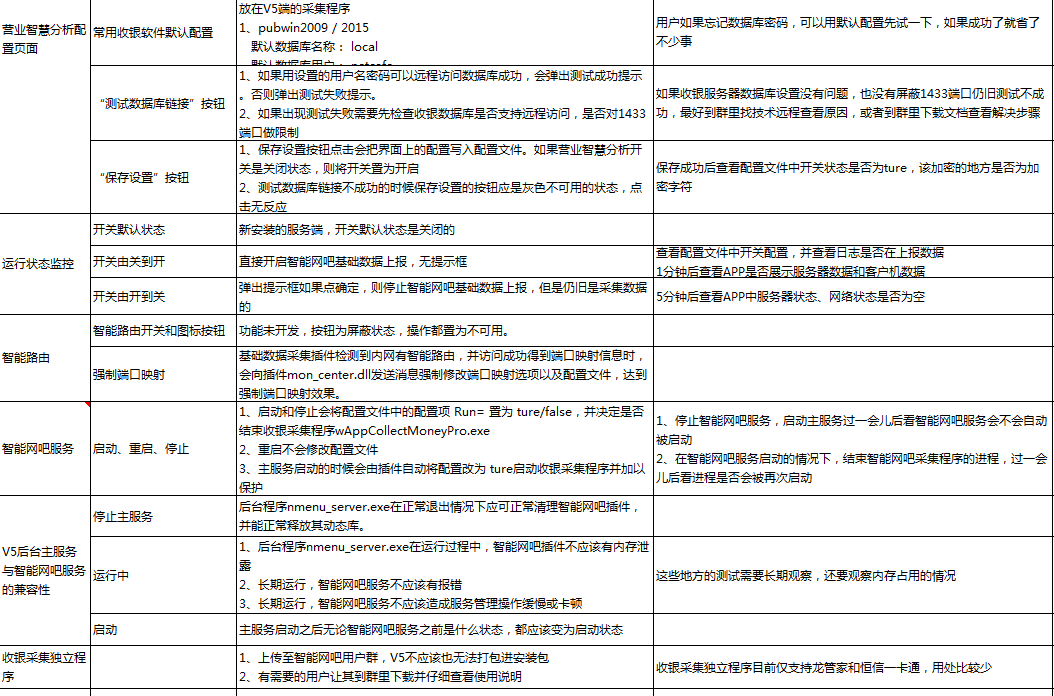 营业智慧分析配
置页面
常用收银软件默认配置
放在V5端的采集程序
1、pubwin2009 / 2015
默认数据库名称： local
用户如果忘记数据库密码，可以用默认配置先试一下，如果成功了就省了
不少事
“测试数据库链接”按钮
1、如果用设置的用户名密码可以远程访问数据库成功，会弹出测试成功提示
。否则弹出测试失败提示。
2、如果出现测试失败需要先检查收银数据库是否支持远程访问，是否对1433
端口做限制
如果收银服务器数据库设置没有问题，也没有屏蔽1433端口仍旧测试不成
功，最好到群里找技术远程查看原因，或者到群里下载文档查看解决步骤
“保存设置”按钮
1、保存设置按钮点击会把界面上的配置写入配置文件。如果营业智慧分析开
关是关闭状态，则将开关置为开启
2、测试数据库链接不成功的时候保存设置的按钮应是灰色不可用的状态，点
击无反应
保存成功后查看配置文件中开关状态是否为ture，该加密的地方是否为加
密字符
运行状态监控
开关默认状态
新安装的服务端，开关默认状态是关闭的
开关由关到开
直接开启智能网吧基础数据上报，无提示框
查看配置文件中开关配置，并查看日志是否在上报数据
1分钟后查看APP是否展示服务器数据和客户机数据
开关由开到关
弹出提示框如果点确定，则停止智能网吧基础数据上报，但是仍旧是采集数据
的
5分钟后查看APP中服务器状态、网络状态是否为空
智能路由
智能路由开关和图标按钮
功能未开发，按钮为屏蔽状态，操作都置为不可用。
强制端口映射
基础数据采集插件检测到内网有智能路由，并访问成功得到端口映射信息时，
会向插件mon_center.dll发送消息强制修改端口映射选项以及配置文件，达到
强制端口映射效果。
智能网吧服务
启动、重启、停止
1、启动和停止会将配置文件中的配置项 Run= 置为 ture/false，并决定是否
结束收银采集程序wAppCollectMoneyPro.exe
2、重启不会修改配置文件
3、主服务启动的时候会由插件自动将配置改为 ture启动收银采集程序并加以
保护
1、停止智能网吧服务，启动主服务过一会儿后看智能网吧服务会不会自动
被启动
2、在智能网吧服务启动的情况下，结束智能网吧采集程序的进程，过一会
儿后看进程是否会被再次启动
V5后台主服务
与智能网吧服务
的兼容性
停止主服务
后台程序nmenu_server.exe在正常退出情况下应可正常清理智能网吧插件，
并能正常释放其动态库。
运行中
1、后台程序nmenu_server.exe在运行过程中，智能网吧插件不应该有内存泄
露
2、长期运行，智能网吧服务不应该有报错
3、长期运行，智能网吧服务不应该造成服务管理操作缓慢或卡顿
这些地方的测试需要长期观察，还要观察内存占用的情况
启动
主服务启动之后无论智能网吧服务之前是什么状态，都应该变为启动状态
收银采集独立程
序
1、上传至智能网吧用户群，V5不应该也无法打包进安装包
2、有需要的用户让其到群里下载并仔细查看使用说明
收银采集独立程序目前仅支持龙管家和恒信一卡通，用处比较少